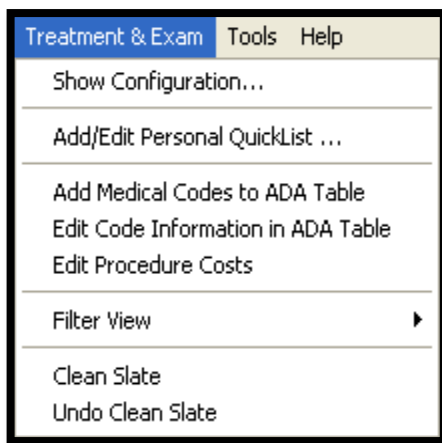 Treatment & Exam Tools Help
Show Configuration...
Add/Edit Personal QuickList ...
Add Medical Codes to ADA Table
Edit Code Information in ADA Table
Edit Procedure Costs
Filter View
Clean Slate
Undo Clean Slate